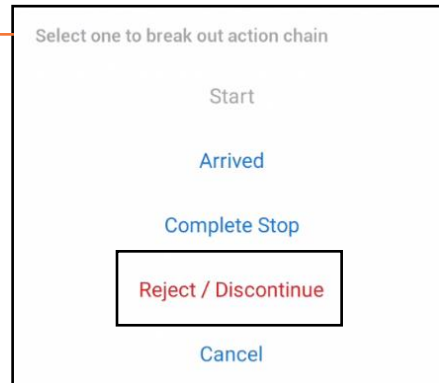 Select one to break out action chain
Start
Arrived
Complete Stop
Reject / Discontinue
Cancel